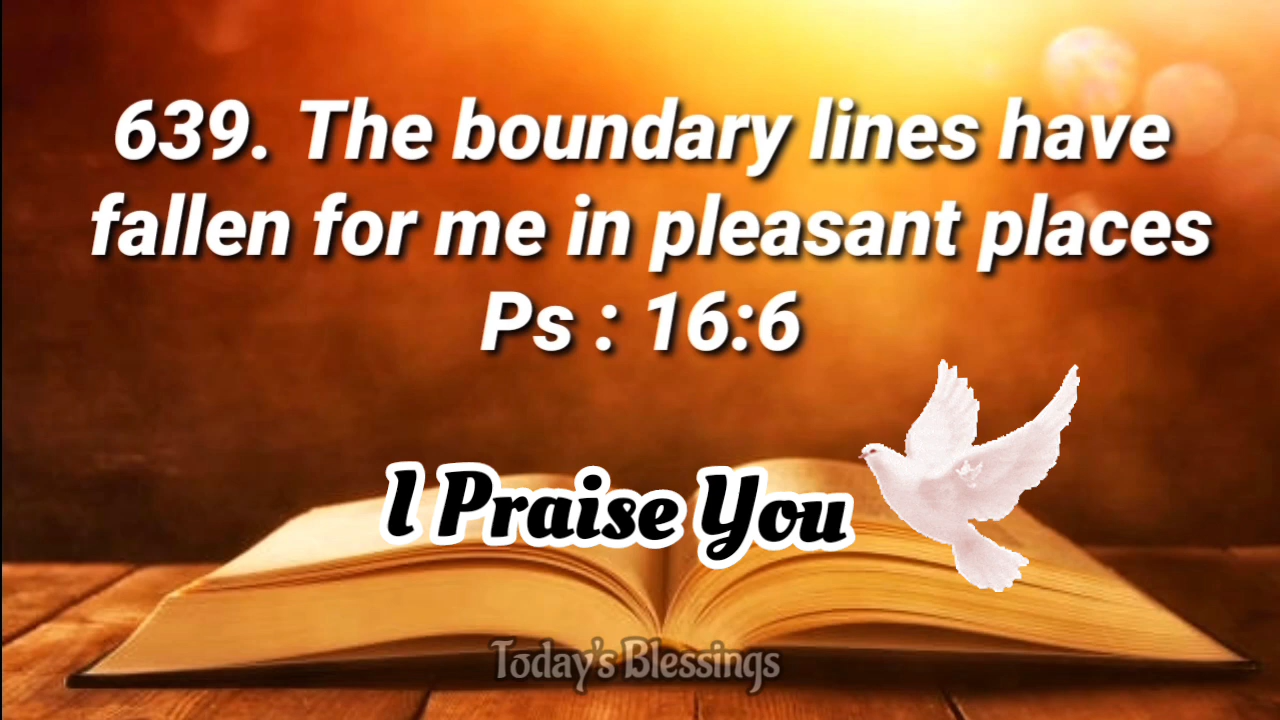 639. The boundary lines have
fallen for me in pleasant places
Ps : 16:6
I Praise You
Today's Blessings